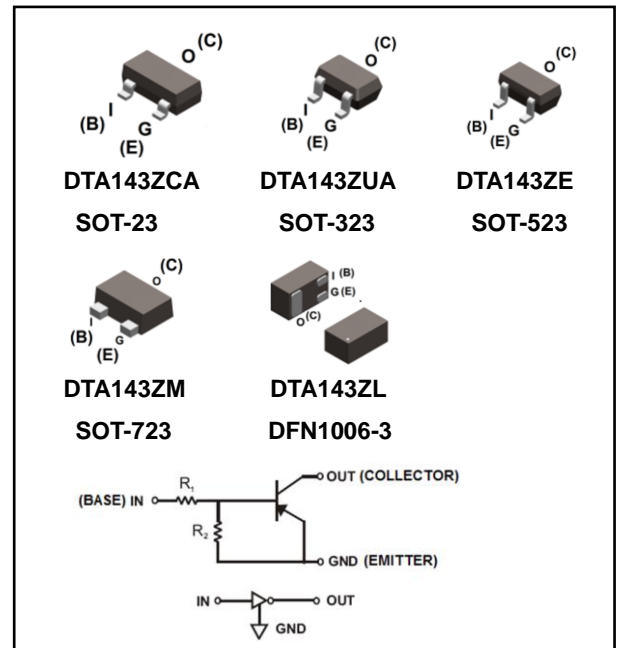 O (C)
O (C)
O (C)
I
(B)
G
(E)
I
(B)
G
(E)
I
(B)
G
(E)
DTA143ZCA DTA143ZUA DTA143ZE
SOT-23 SOT-323 SOT-523
O (C)
I
(B)
G
(E)
I (B)
G (E)
O (C)
DTA143ZM DTA143ZL
SOT-723 DFN1006-3
OUT (COLLECTOR)
R1
(BASE) IN
R2
GND (EMITTER)
IN OUT
GND